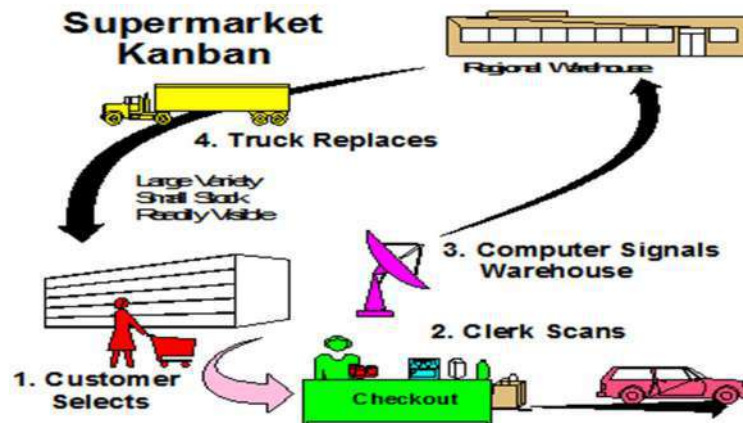 Supermarket
Kanban
Regional Warehouse
4. Truck Replaces
Large Variety
Small Stock
Readily Visible
3. Computer Signals
Warehouse
2. Clerk Scans
1. Customer
Selects
Checkout